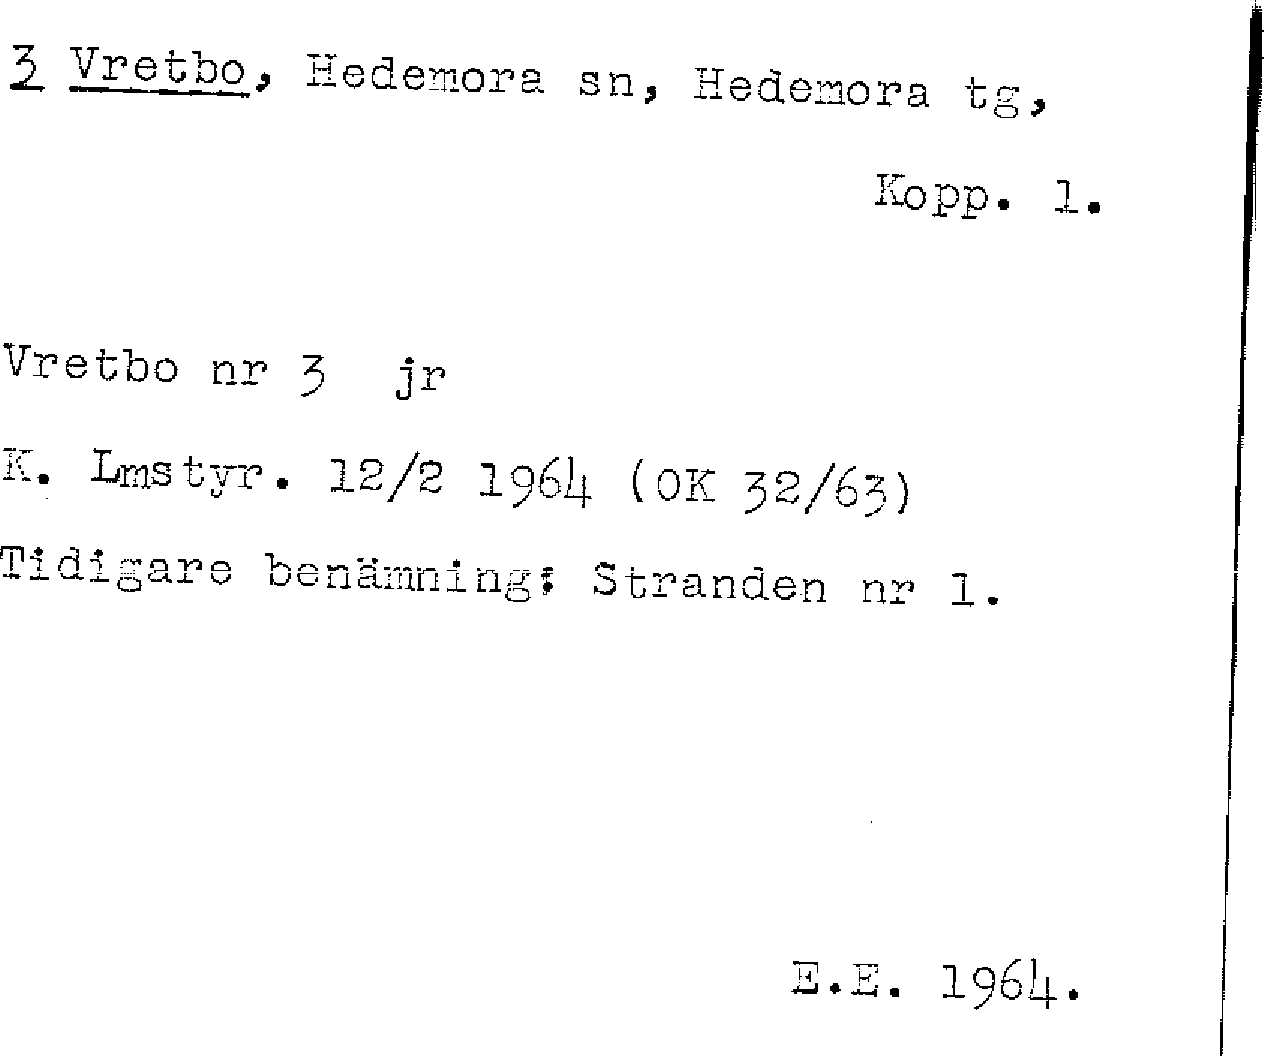 3 Vretbo, Hedemora sn, Hedemora tg,
Kopp. l.
Vretbo nr 3 jr
K. Lmstyr. 12/2 1964 (OK 32/63)
Tidigare benämning: Stranden nr 1.
E.E. 1964.